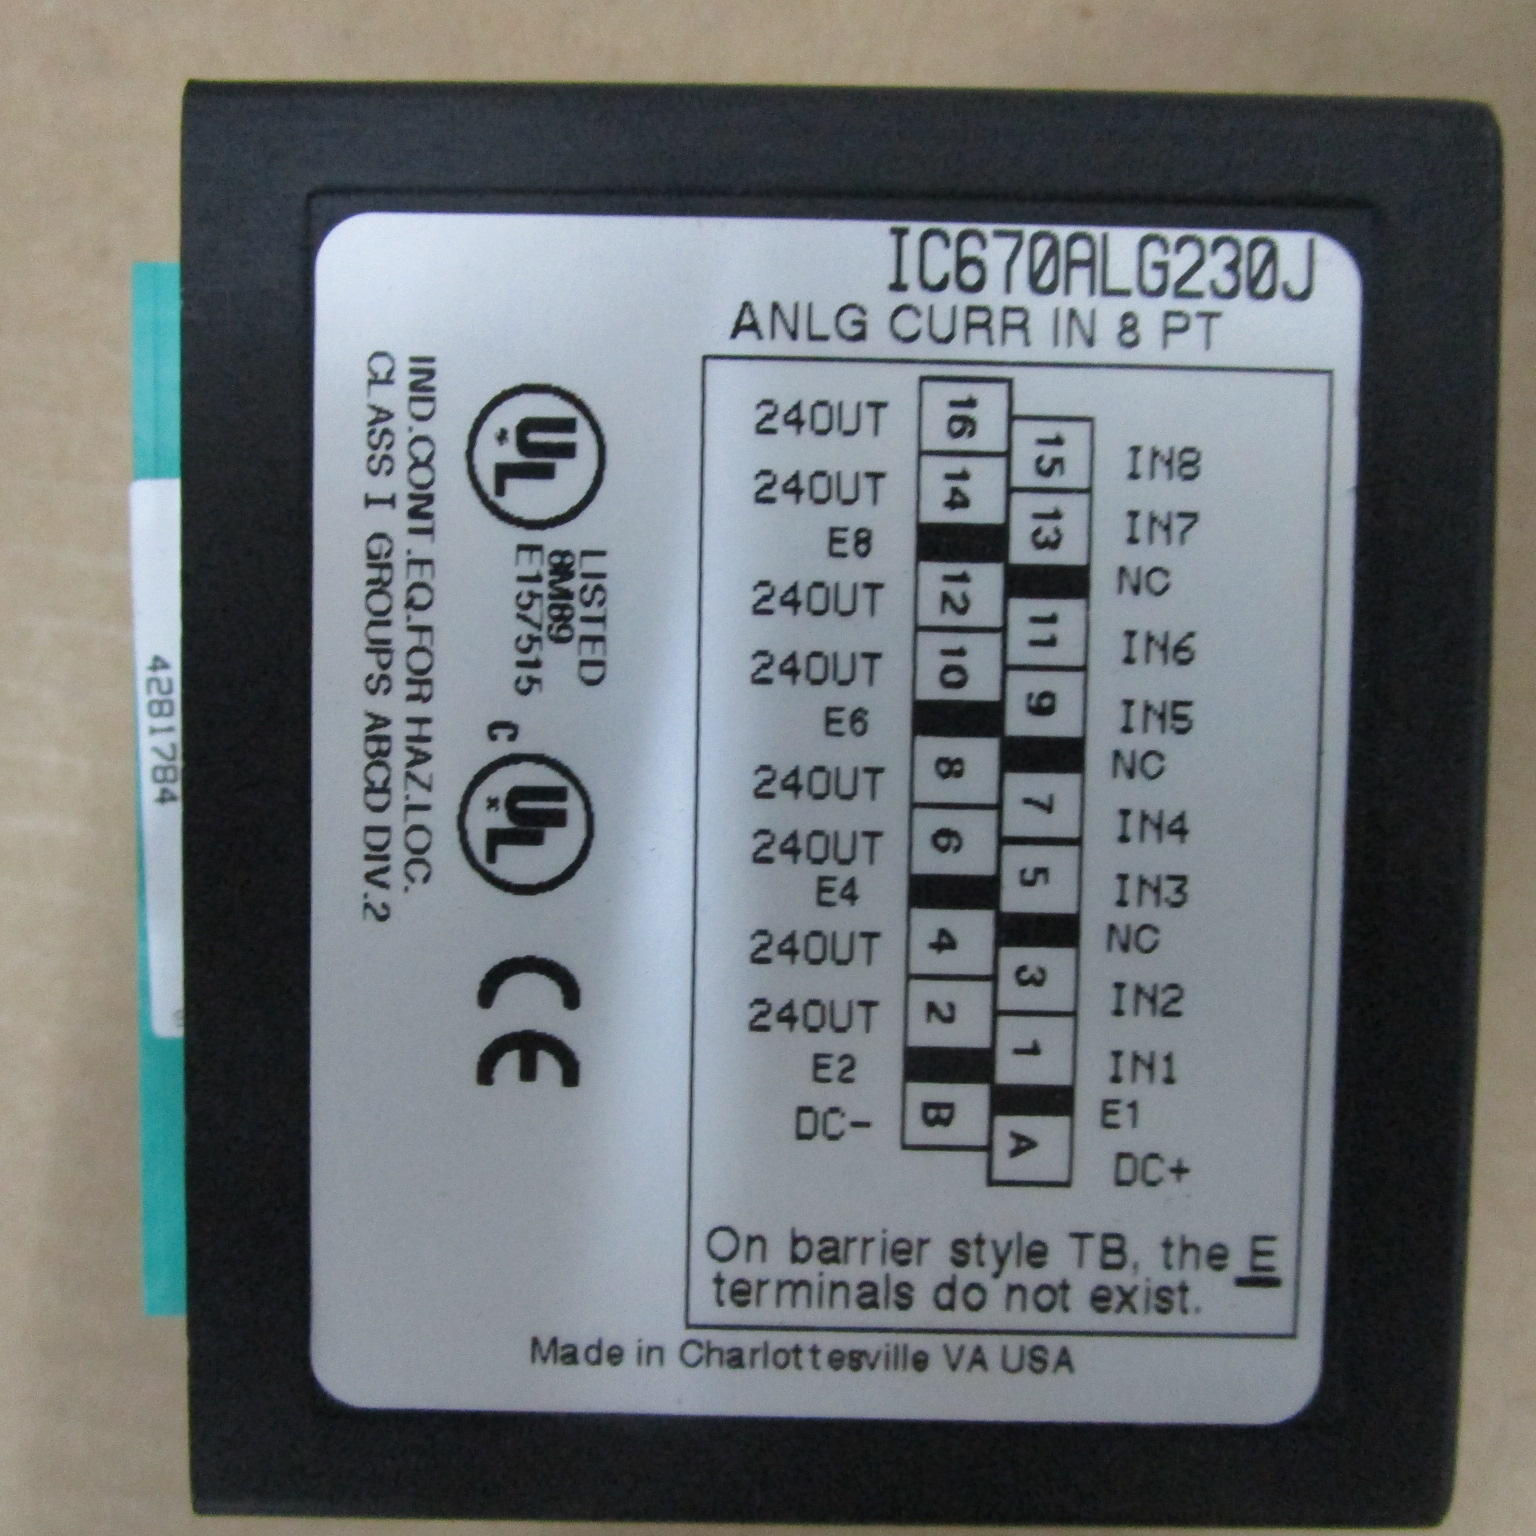 IC670ALG230J
ANLG CURR IN 8 PT
24OUT 16
15 IN8
24OUT 14
13 IN7
E8
NC
24OUT 12
11 IN6
24OUT 10
9 IN5
E6
NC
24OUT 8
7 IN4
24OUT 6
5 IN3
E4
NC
24OUT 4
3 IN2
24OUT 2
1 IN1
E2
E1
DC- B
A DC+
On barrier style TB, the E
terminals do not exist.
Made in Charlottesville VA USA
UL
LISTED
8M89
E157515
C UL
IND.CONT.EQ.FOR HAZ.LOC.
CLASS I GROUPS ABCD DIV.2
CE
4281784